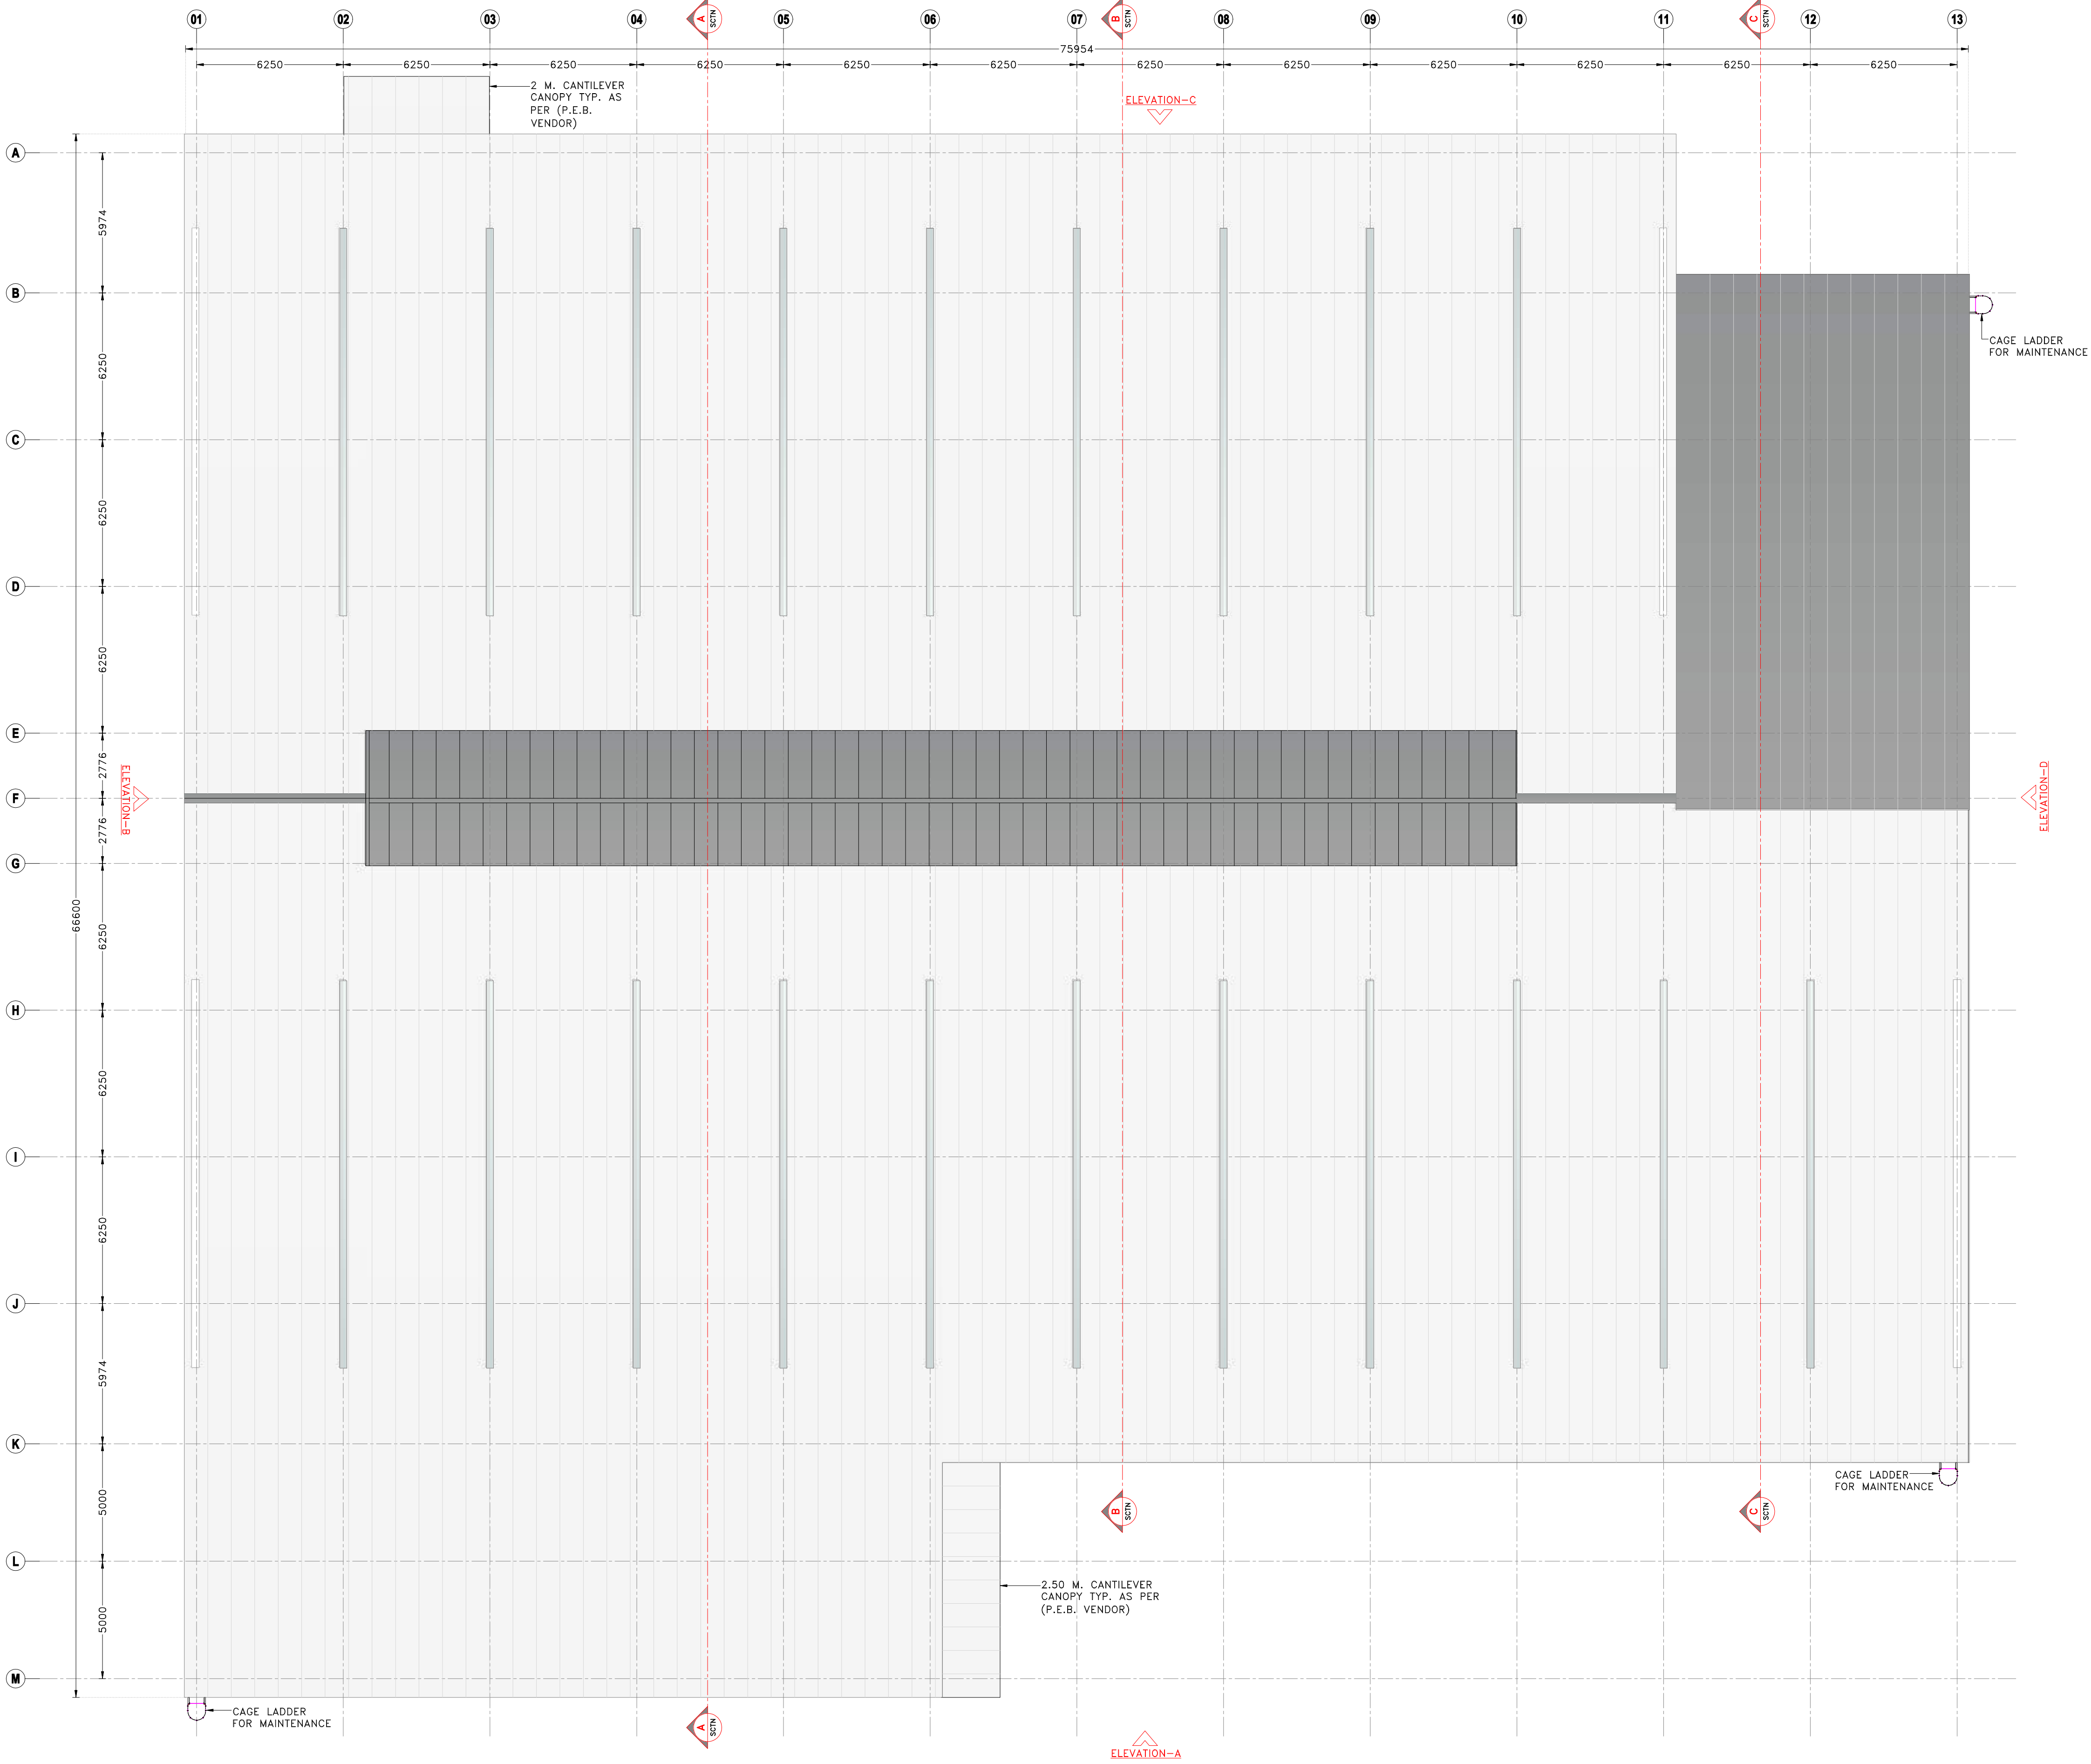 01 02 03 04 A SCTN 05 06 07 B SCTN 08 09 10 11 C SCTN 12 13
75954
6250 6250 6250 6250 6250 6250 6250 6250 6250 6250 6250 6250
2 M. CANTILEVER
CANOPY TYP. AS
PER (P.E.B.
VENDOR)
ELEVATION-C
A
5974
B
6250
CAGE LADDER
FOR MAINTENANCE
C
6250
D
6250
E
2776
ELEVATION-B
F
ELEVATION-D
2776
G
66600
6250
H
6250
I
6250
J
5974
K
CAGE LADDER
FOR MAINTENANCE
5000
B SCTN
C SCTN
L
2.50 M. CANTILEVER
CANOPY TYP. AS PER
(P.E.B. VENDOR)
5000
M
CAGE LADDER
FOR MAINTENANCE
A SCTN
ELEVATION-A